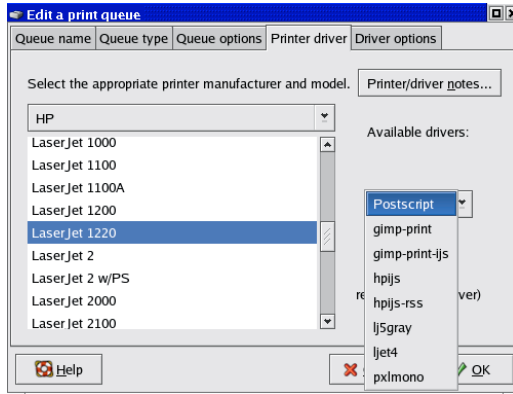 Edit a print queue
Queue name Queue type Queue options Printer driver Driver options
Select the appropriate printer manufacturer and model. Printer/driver notes...
HP
Available drivers:
LaserJet 1000
LaserJet 1100
LaserJet 1100A
LaserJet 1200
LaserJet 1220
LaserJet 2
LaserJet 2 w/PS
LaserJet 2000
LaserJet 2100
Postscript
gimp-print
gimp-print-ijs
hpijs
hpijs-rss
lj5gray
ljet4
pxlmono
Help
OK